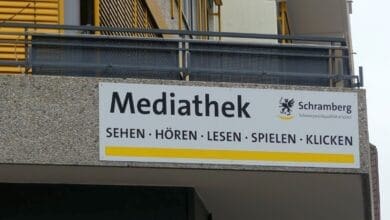 Mediathek
Schramberg
SEHEN · HÖREN · LESEN · SPIELEN · KLICKEN